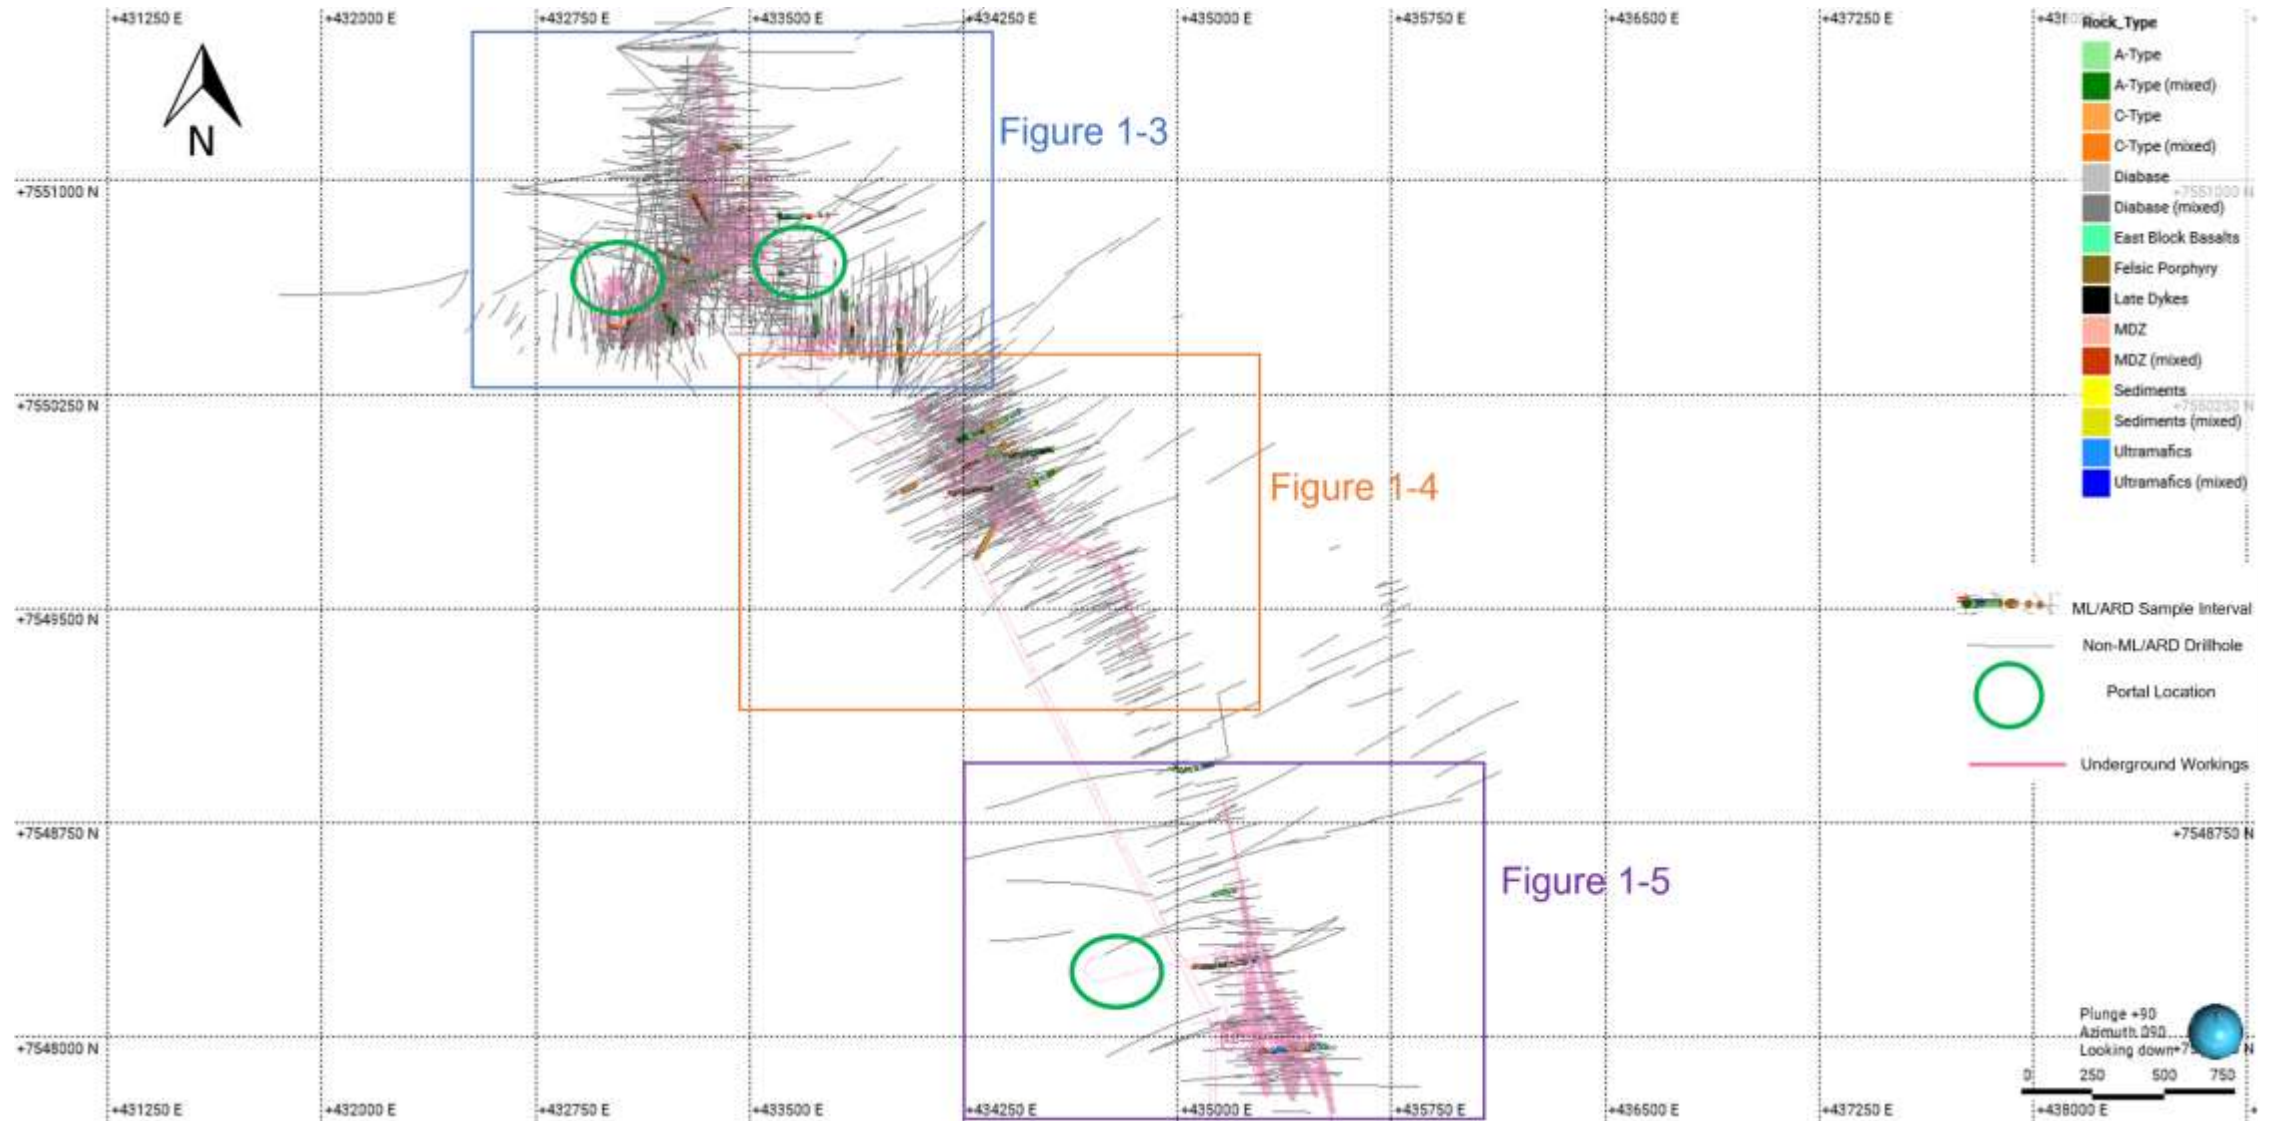 +431250 E
+432000 E
+432750 E
+433500 E
+434250 E
+435000 E
+435750 E
+436500 E
+437250 E
Rock_Type
A-Type
A-Type (mixed)
C-Type
C-Type (mixed)
Diabase
Diabase (mixed)
East Block Basalts
Felsic Porphyry
Late Dykes
MDZ
MDZ (mixed)
Sediments
Sediments (mixed)
Ultramafics
Ultramafics (mixed)
N
Figure 1-3
+7551000 N
+7551000 N
+7550250 N
+7550250 N
Figure 1-4
ML/ARD Sample Interval
+7549500 N
Non-ML/ARD Drillhole
Portal Location
Underground Workings
+7548750 N
+7548750 N
Figure 1-5
Plunge +90
Azimuth 090
Looking down
+7548000 N
N
0 250 500 750
+431250 E
+432000 E
+432750 E
+433500 E
+434250 E
+435000 E
+435750 E
+436500 E
+437250 E
+438000 E